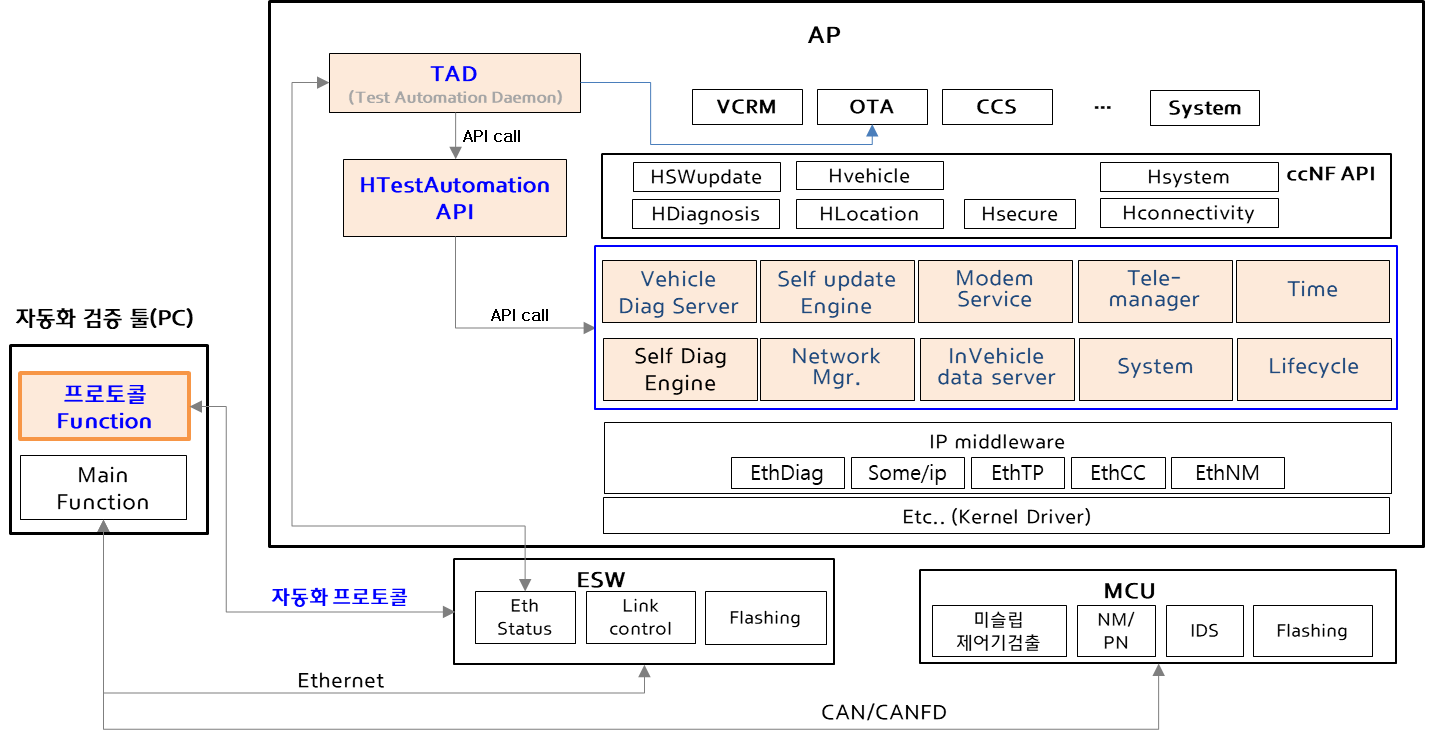 AP
TAD
(Test Automation Daemon)
API call
HTestAutomation
API
API call
VCRM
OTA
CCS
...
System
ccNF API
HSWupdate
Hvehicle
Hsystem
HDiagnosis
HLocation
Hsecure
Hconnectivity
Vehicle
Diag Server
Self update
Engine
Modem
Service
Tele-
manager
Time
Self Diag
Engine
Network
Mgr.
InVehicle
data server
System
Lifecycle
IP middleware
EthDiag
Some/ip
EthTP
EthCC
EthNM
Etc.. (Kernel Driver)
자동화 검증 툴(PC)
프로토콜
Function
Main
Function
자동화 프로토콜
ESW
Eth
Status
Link
control
Flashing
MCU
미슬립
제어기검출
NM/
PN
IDS
Flashing
Ethernet
CAN/CANFD